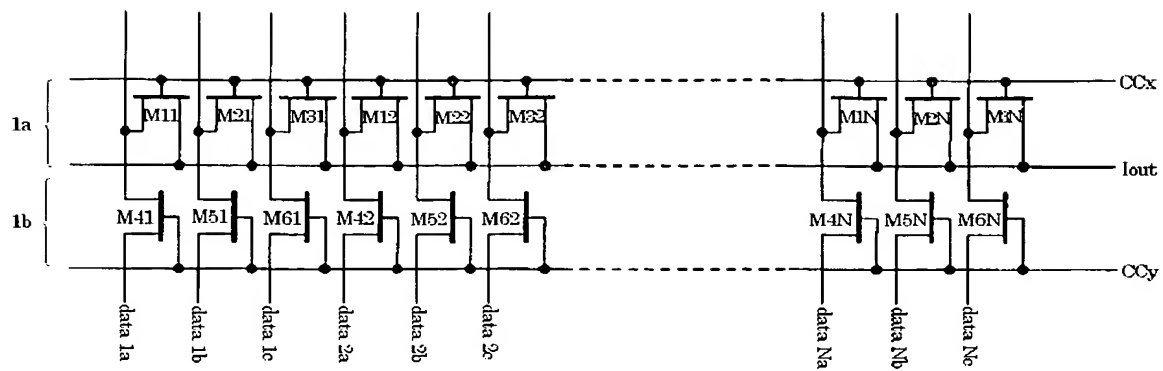 CCx
M11 M21 M31 M12 M22 M32 M1N M2N M3N
1a
Iout
1b
M41 M51 M61 M42 M52 M62 M4N M5N M6N
CCy
data 1a
data 1b
data 1c
data 2a
data 2b
data 2c
data Na
data Nb
data Nc